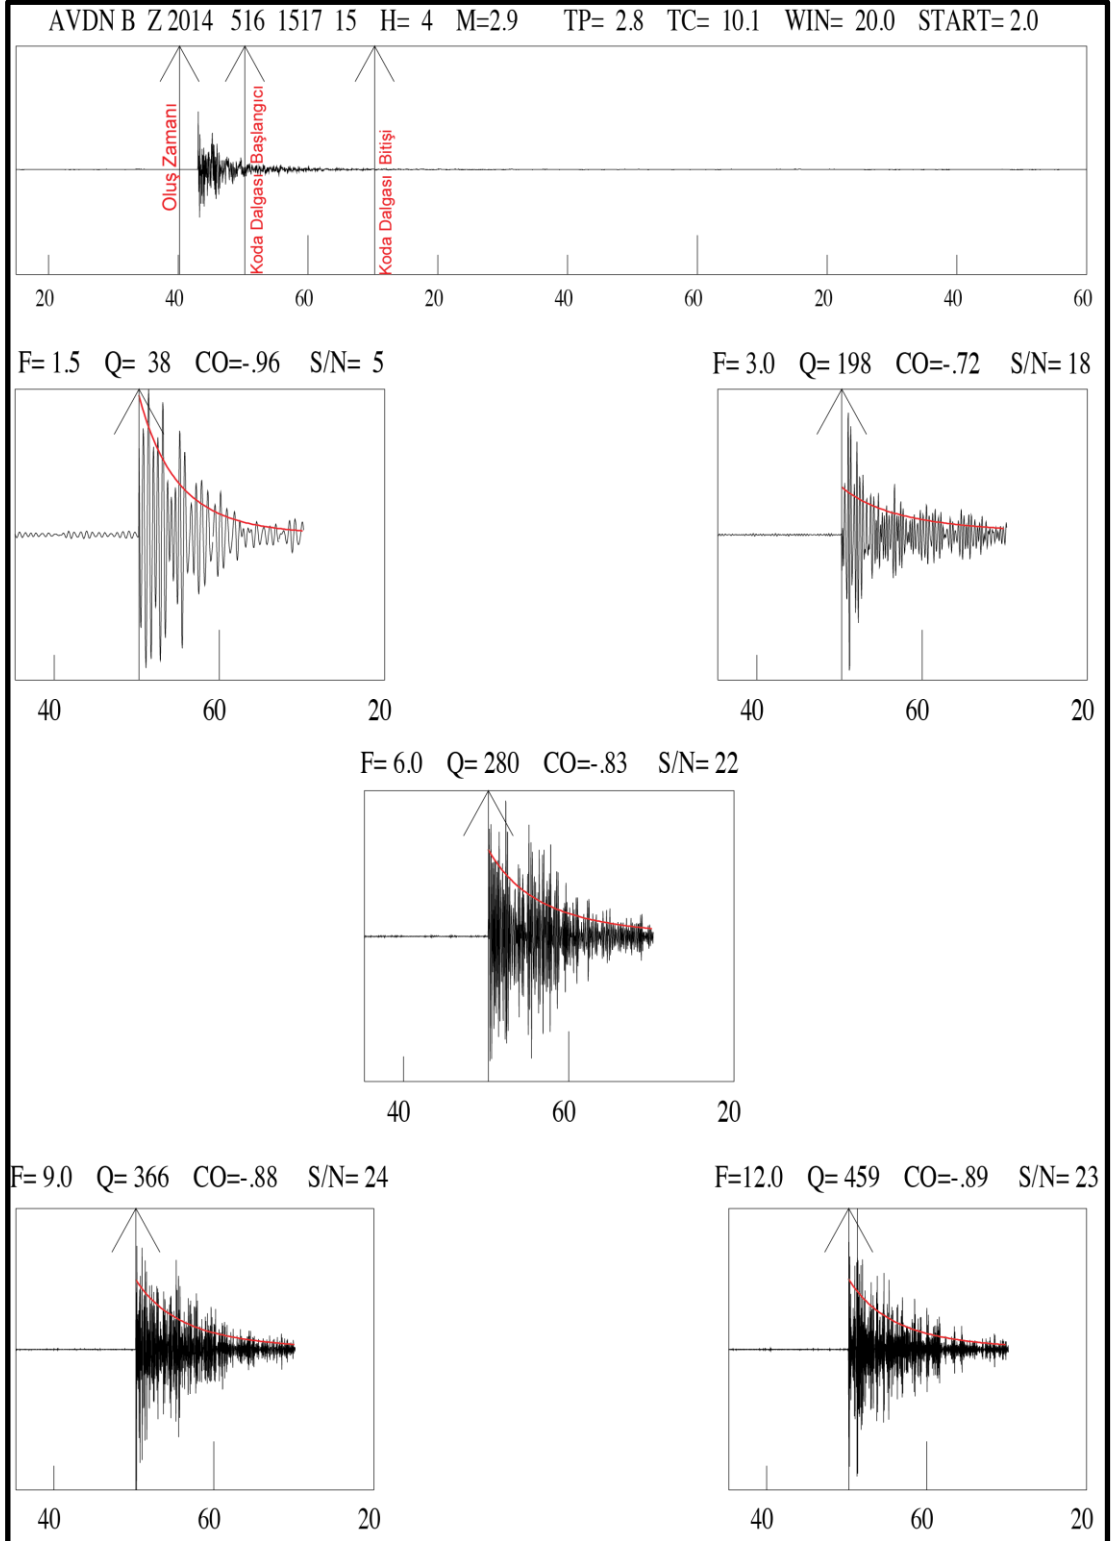 AVDN B Z 2014 516 1517 15 H= 4 M=2.9 TP= 2.8 TC= 10.1 WIN= 20.0 START= 2.0
Oluş Zamanı
Koda Dalgası Başlangıcı
Koda Dalgası Bitişi
20 40 60 20 40 60 20 40 60
F= 1.5 Q= 38 CO=-.96 S/N= 5
40 60 20
F= 3.0 Q= 198 CO=-.72 S/N= 18
40 60 20
F= 6.0 Q= 280 CO=-.83 S/N= 22
40 60 20
F= 9.0 Q= 366 CO=-.88 S/N= 24
40 60 20
F=12.0 Q= 459 CO=-.89 S/N= 23
40 60 20